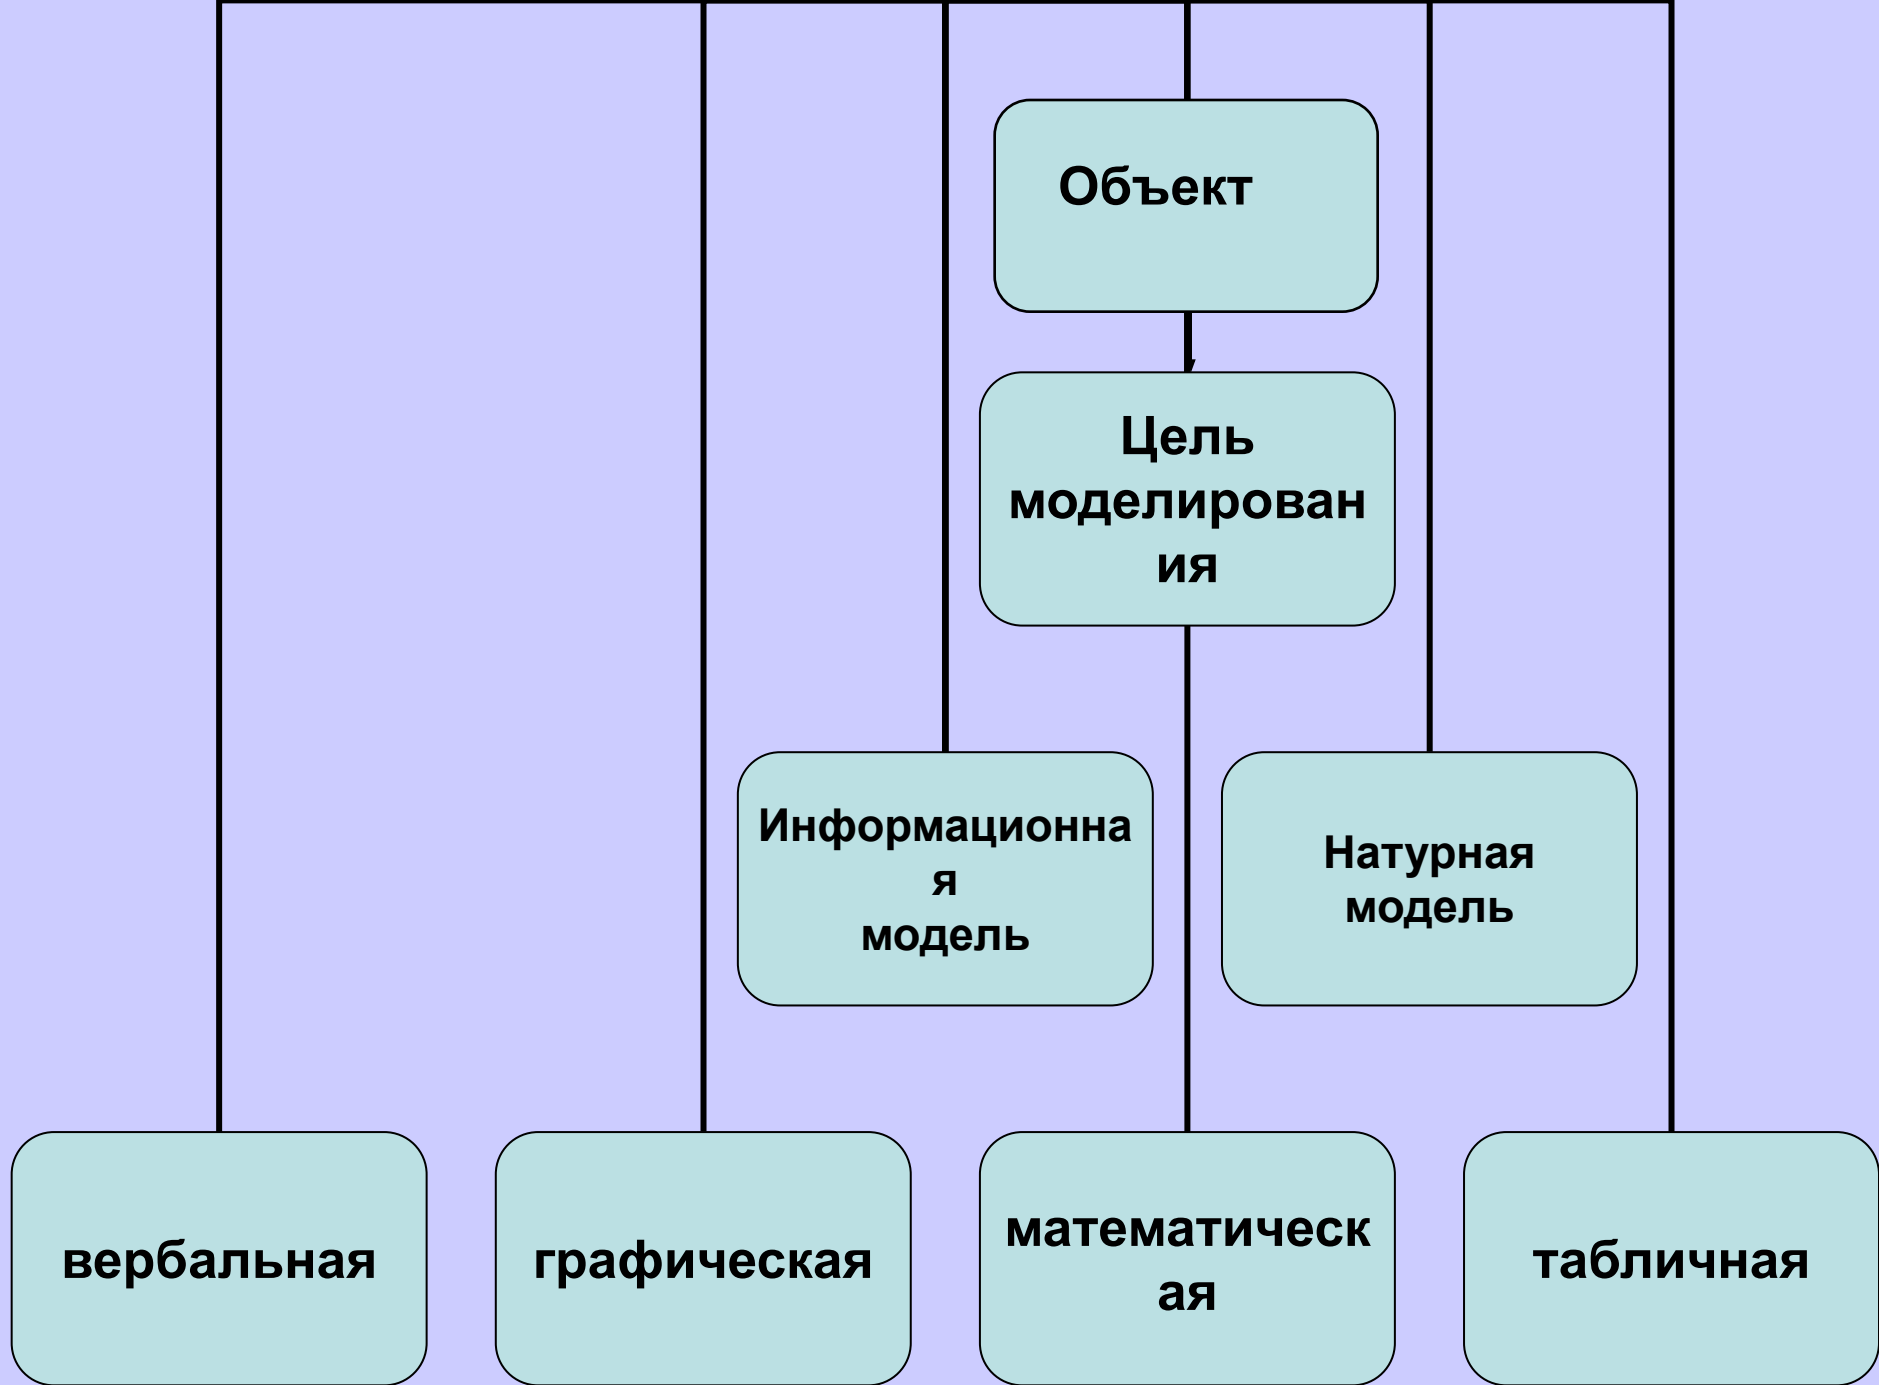 Объект
Цель
моделирован
ия
Информационна
я
модель
Натурная
модель
вербальная
графическая
математическ
ая
табличная